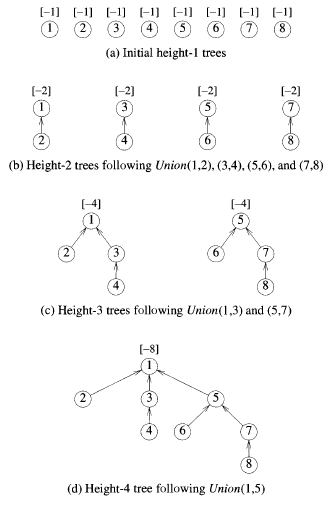 [−1] [−1] [−1] [−1] [−1] [−1] [−1] [−1]
1 2 3 4 5 6 7 8
(a) Initial height-1 trees
[−2] [−2] [−2] [−2]
1 3 5 7
2 4 6 8
(b) Height-2 trees following Union(1,2), (3,4), (5,6), and (7,8)
[−4] [−4]
1 5
2 3 6 7
4 8
(c) Height-3 trees following Union(1,3) and (5,7)
[−8]
1
2 3 5
4 6 7
8
(d) Height-4 tree following Union(1,5)